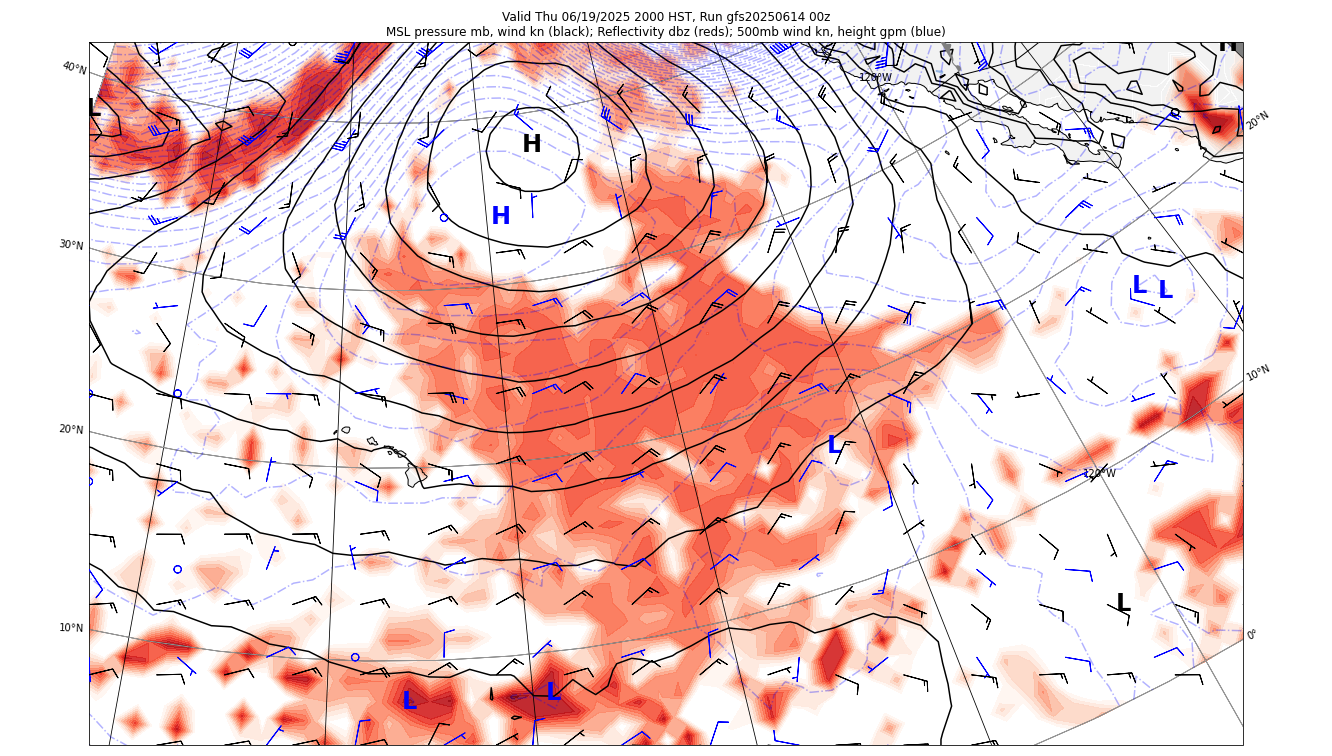 Valid Thu 06/19/2025 2000 HST, Run gfs20250614 00z
MSL pressure mb, wind kn (black); Reflectivity dbz (reds); 500mb wind kn, height gpm (blue)
H
40°N
120°W
L
20°N
H
H
30°N
L L
10°N
20°N
L
120°W
L
10°N
0°
L
L